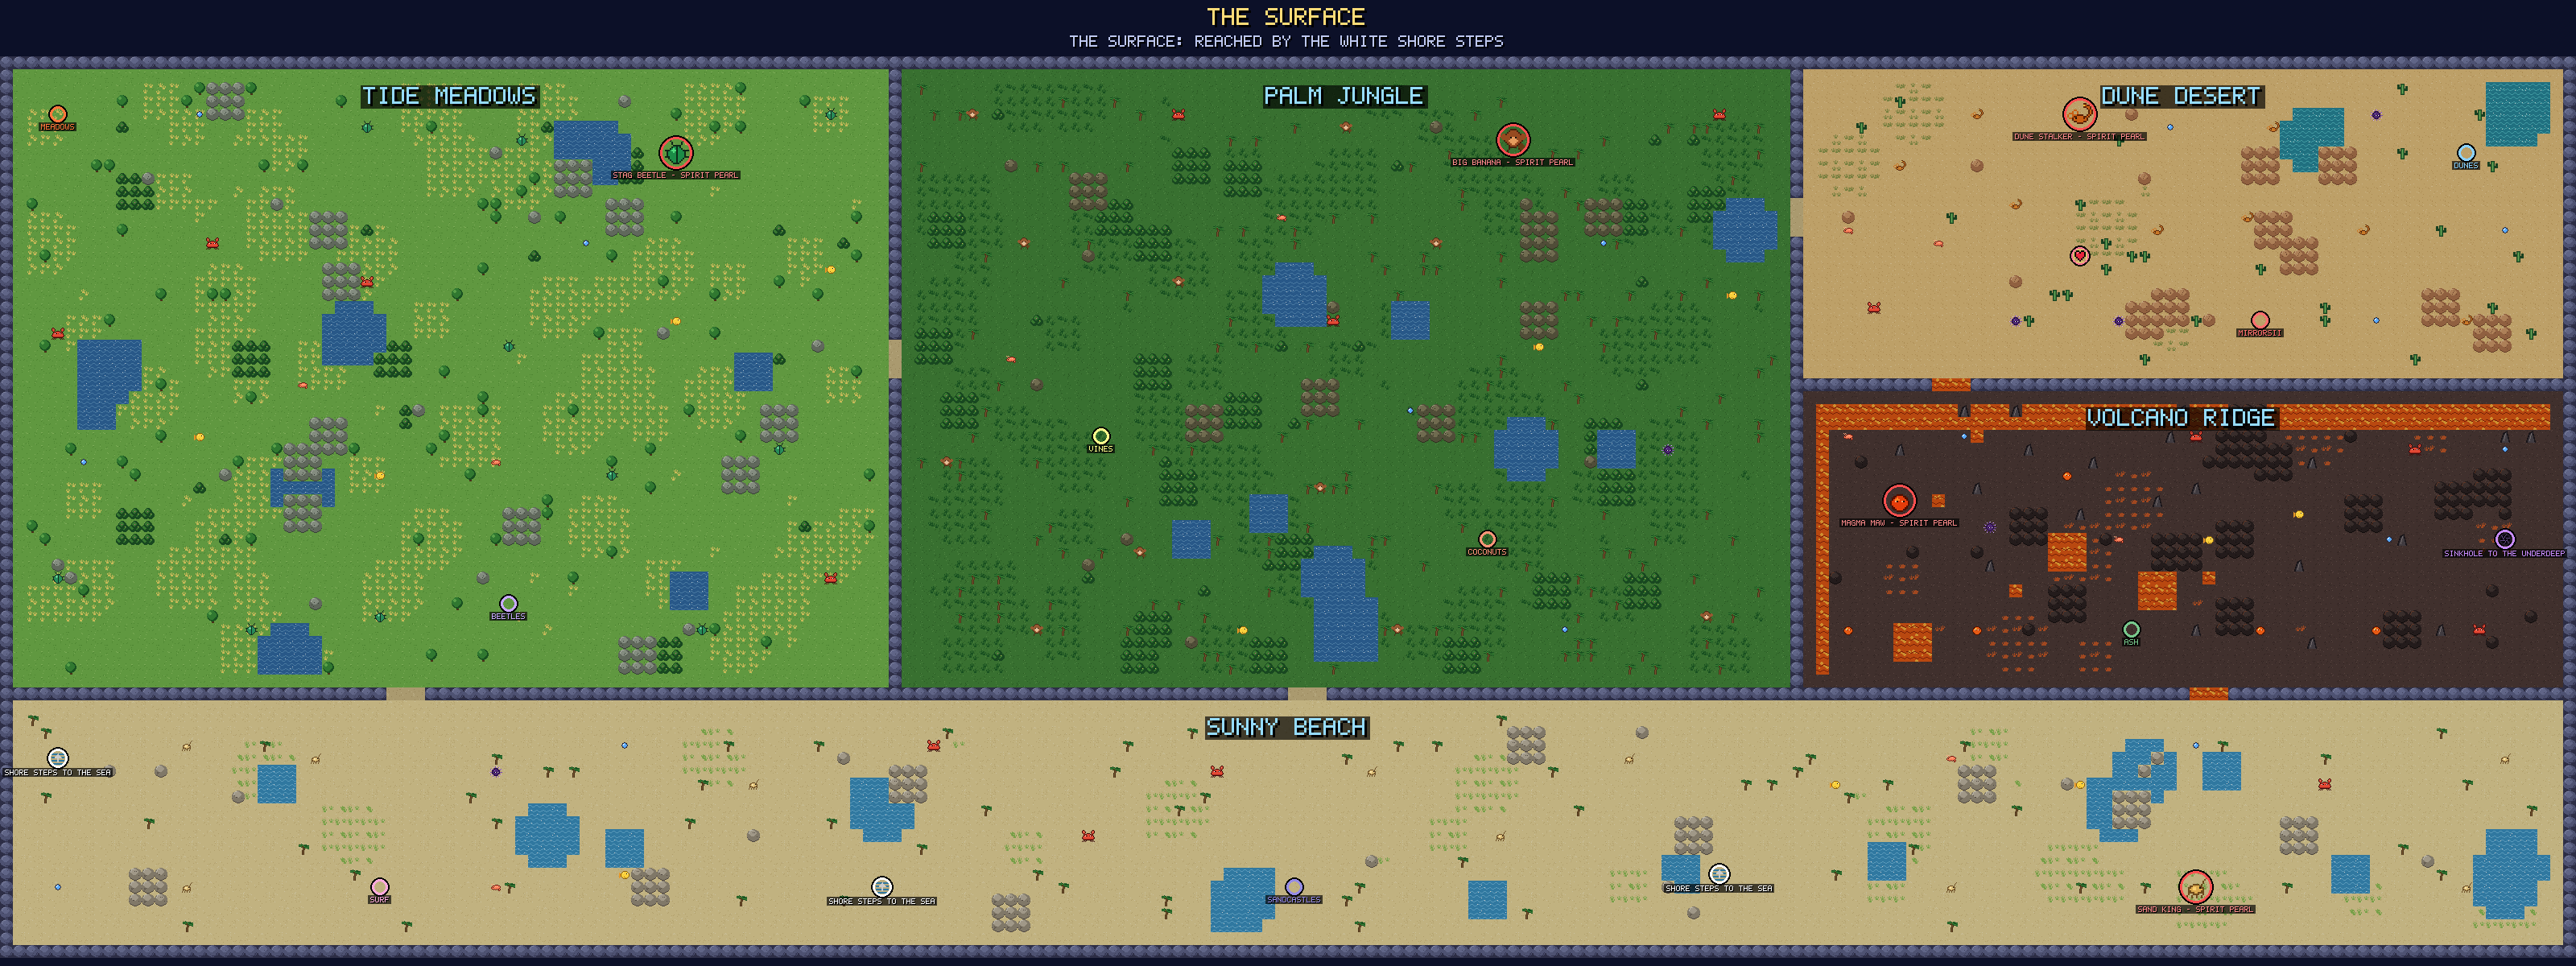 THE SURFACE
THE SURFACE: REACHED BY THE WHITE SHORE STEPS
TIDE MEADOWS
MEADOWS
STAG BEETLE - SPIRIT PEARL
BEETLES
PALM JUNGLE
BIG BANANA - SPIRIT PEARL
VINES
COCONUTS
DUNE DESERT
DUNE STALKER - SPIRIT PEARL
DUNES
MIRRORSII
VOLCANO RIDGE
MAGMA MAW - SPIRIT PEARL
SINKHOLE TO THE UNDERDEEP
ASH
SUNNY BEACH
SHORE STEPS TO THE SEA
SURF
SHORE STEPS TO THE SEA
SANDCASTLES
SHORE STEPS TO THE SEA
SAND KING - SPIRIT PEARL